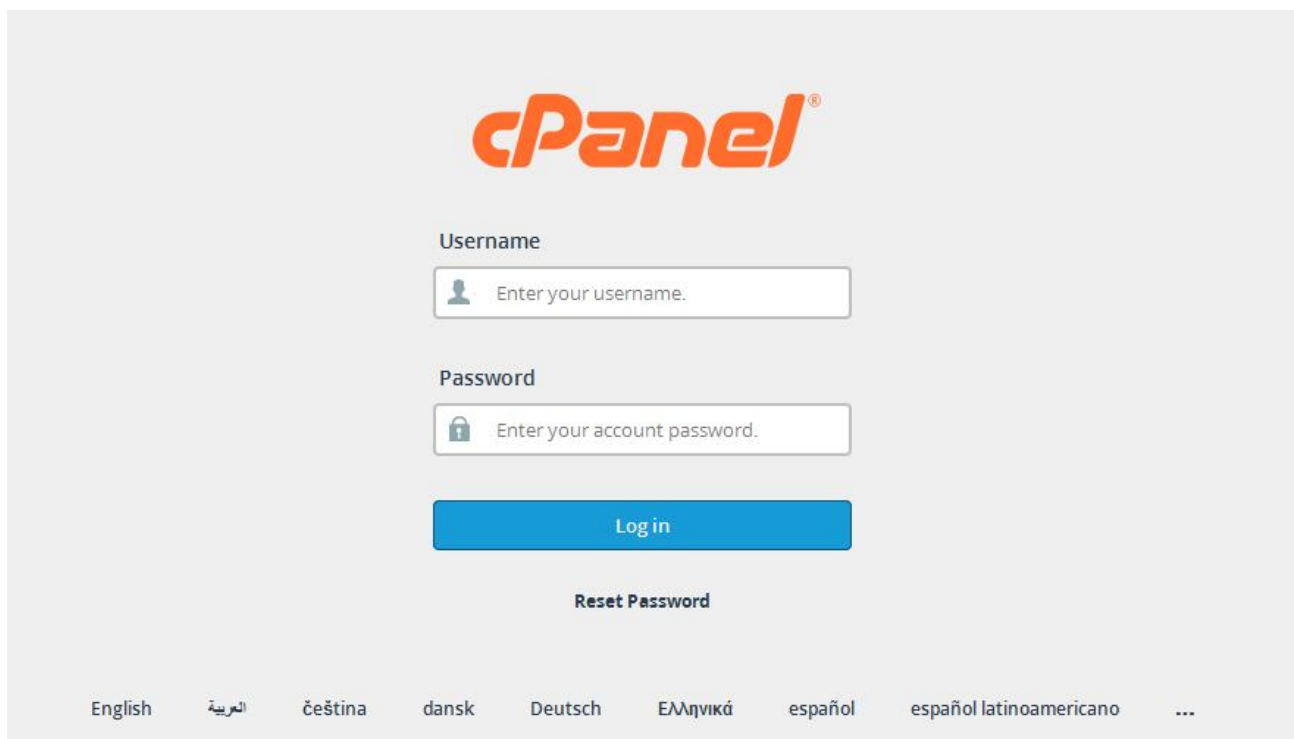 cPanel®
Username
Enter your username.
Password
Enter your account password.
Log in
Reset Password
English العربية čeština dansk Deutsch Ελληνικά español español latinoamericano ...